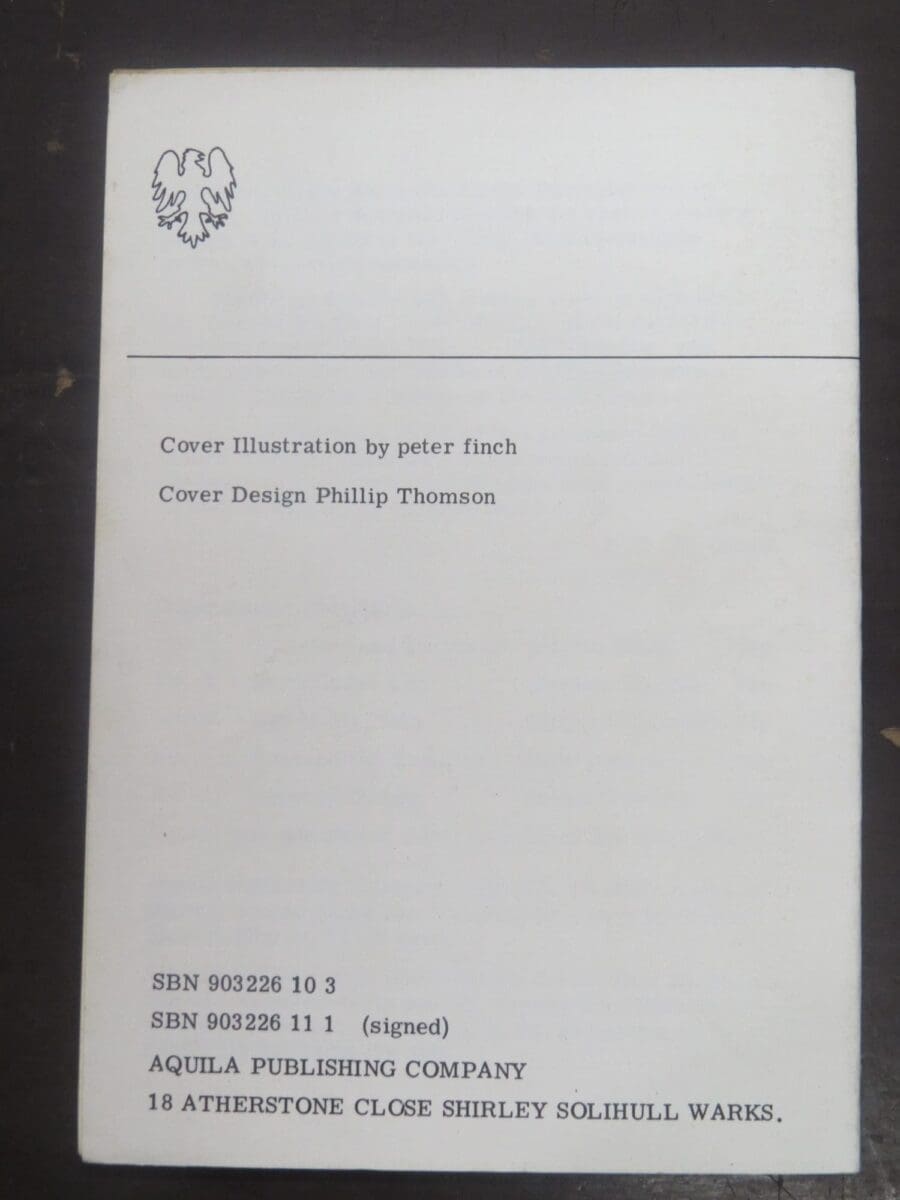 Cover Illustration by peter finch
Cover Design Phillip Thomson
SBN 903226 10 3
SBN 903226 11 1 (signed)
AQUILA PUBLISHING COMPANY
18 ATHERSTONE CLOSE SHIRLEY SOLIHULL WARKS.